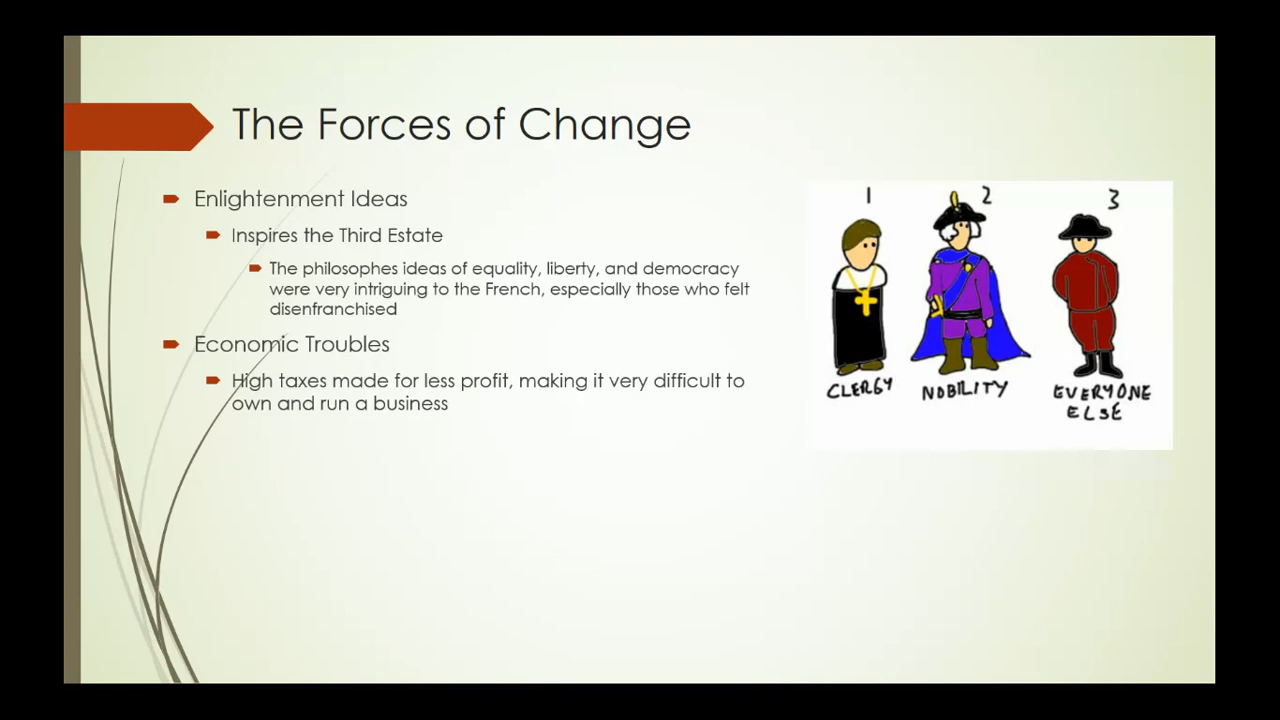 The Forces of Change
Enlightenment Ideas
Inspires the Third Estate
The philosophes ideas of equality, liberty, and democracy
were very intriguing to the French, especially those who felt
disenfranchised
Economic Troubles
High taxes made for less profit, making it very difficult to
own and run a business
1 2 3
CLERGY NOBILITY EVERYONE
ELSE